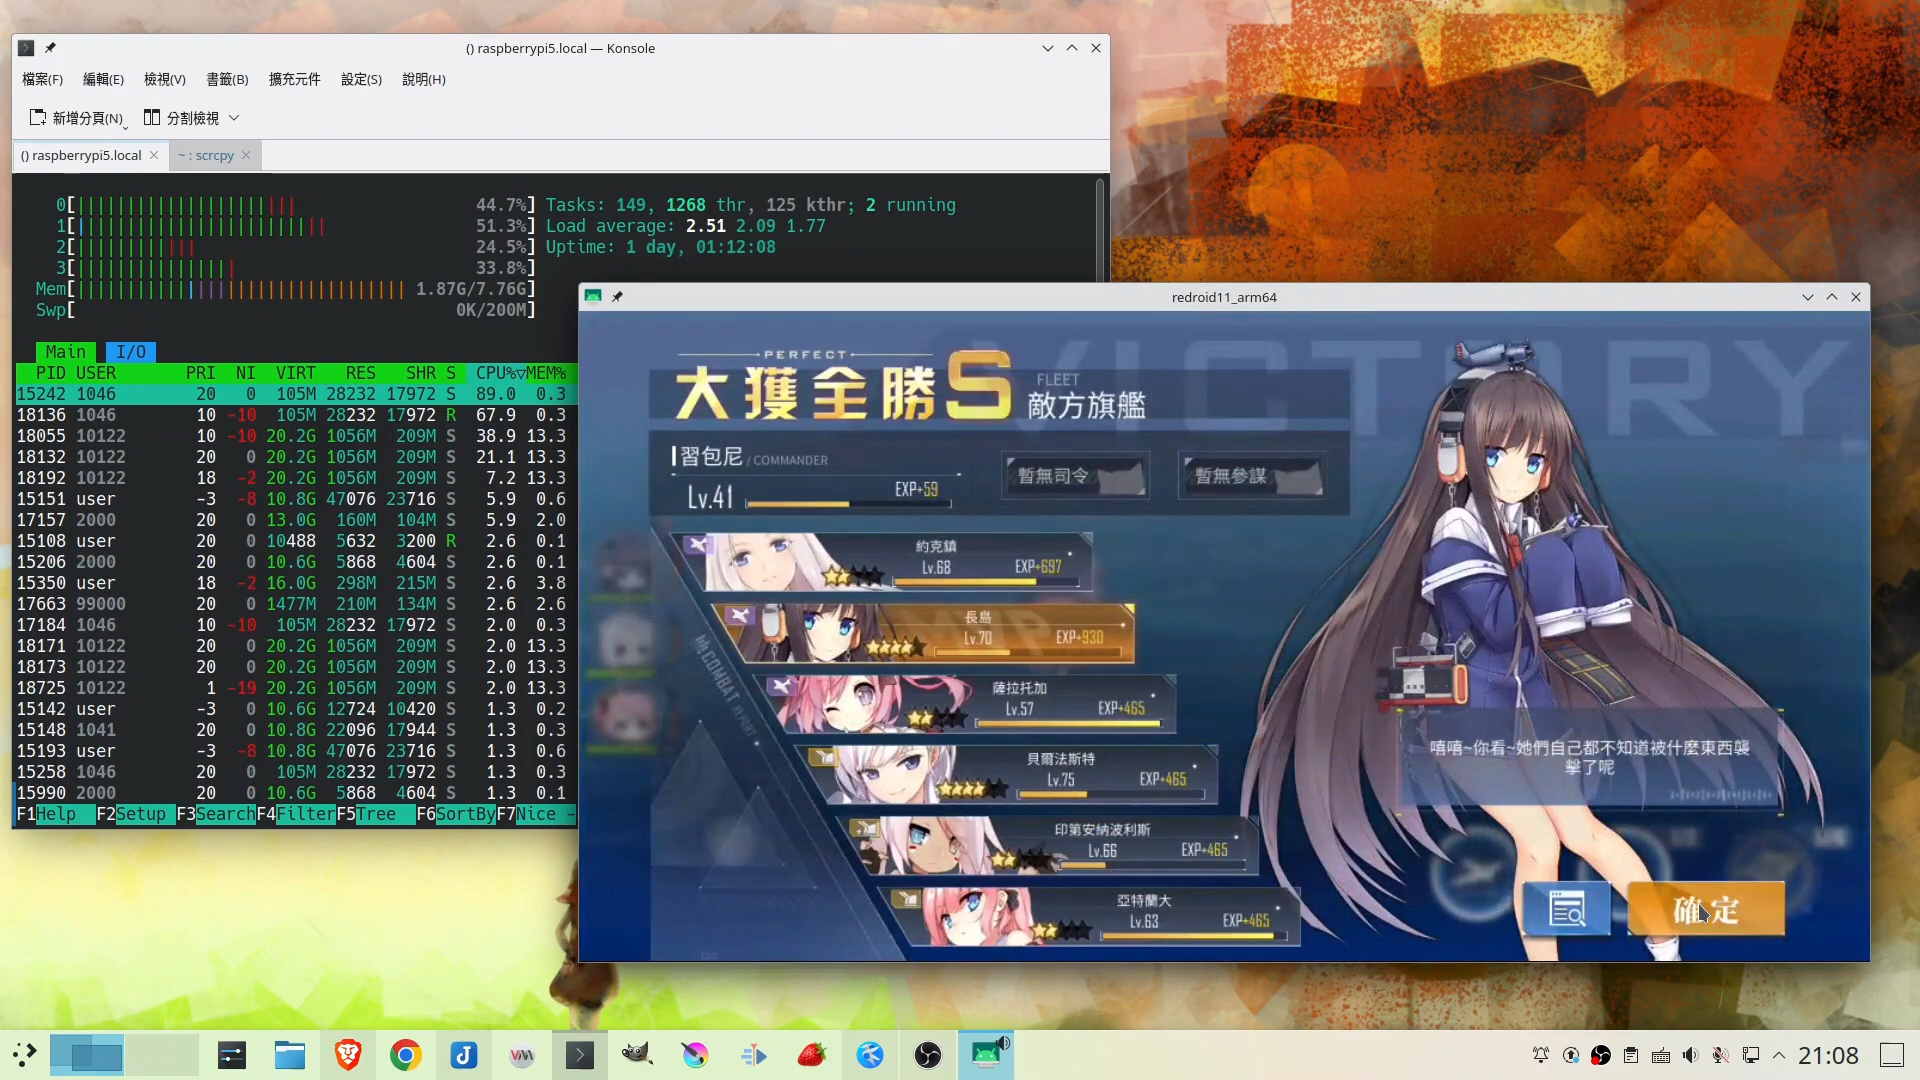 () raspberrypi5.local — Konsole
檔案(F) 編輯(E) 檢視(V) 書籤(B) 擴充元件 設定(S) 說明(H)
新增分頁(N) 分割檢視
() raspberrypi5.local ~ : scrcpy
0[ 44.7%] Tasks: 149, 1268 thr, 125 kthr; 2 running
1[ 51.3%] Load average: 2.51 2.09 1.77
2[ 24.5%] Uptime: 1 day, 01:12:08
3[ 33.8%]
Mem[ 1.87G/7.76G]
Swp[ 0K/200M]
Main I/O
PID USER PRI NI VIRT RES SHR S CPU%▽MEM%
15242 1046 20 0 105M 28232 17972 S 89.0 0.3
18136 1046 10 -10 105M 28232 17972 R 67.9 0.3
18055 10122 10 -10 20.2G 1056M 209M S 38.9 13.3
18132 10122 20 0 20.2G 1056M 209M S 21.1 13.3
18192 10122 18 -2 20.2G 1056M 209M S 7.2 13.3
15151 user -3 -8 10.8G 47076 23716 S 5.9 0.6
17157 2000 20 0 13.0G 160M 104M S 5.9 2.0
15108 user 20 0 10488 5632 3200 R 2.6 0.1
15206 2000 20 0 10.6G 5868 4604 S 2.6 0.1
15350 user 18 -2 16.0G 298M 215M S 2.6 3.8
17663 99000 20 0 1477M 210M 134M S 2.6 2.6
17184 1046 10 -10 105M 28232 17972 S 2.0 0.3
18171 10122 20 0 20.2G 1056M 209M S 2.0 13.3
18173 10122 20 0 20.2G 1056M 209M S 2.0 13.3
18725 10122 1 -19 20.2G 1056M 209M S 2.0 13.3
15142 user -3 0 10.6G 12724 10420 S 1.3 0.2
15148 1041 20 0 10.8G 22096 17944 S 1.3 0.3
15193 user -3 -8 10.8G 47076 23716 S 1.3 0.6
15258 1046 20 0 105M 28232 17972 S 1.3 0.3
15990 2000 20 0 10.6G 5868 4604 S 1.3 0.1
F1Help F2Setup F3Search F4Filter F5Tree F6SortBy F7Nice -
redroid11_arm64
VICTORY
PERFECT
大獲全勝S
FLEET
敵方旗艦
習包尼 / COMMANDER
Lv.41 EXP+59
暫無司令 暫無參謀
約克鎮
Lv.68 EXP+697
長島
Lv.70 EXP+930
MVP
薩拉托加
Lv.57 EXP+465
貝爾法斯特
Lv.75 EXP+465
印第安納波利斯
Lv.66 EXP+465
亞特蘭大
Lv.63 EXP+465
COMBAT REPORT
嘻嘻~你看~她們自己都不知道被什麼東西襲
擊了呢
確定
21:08